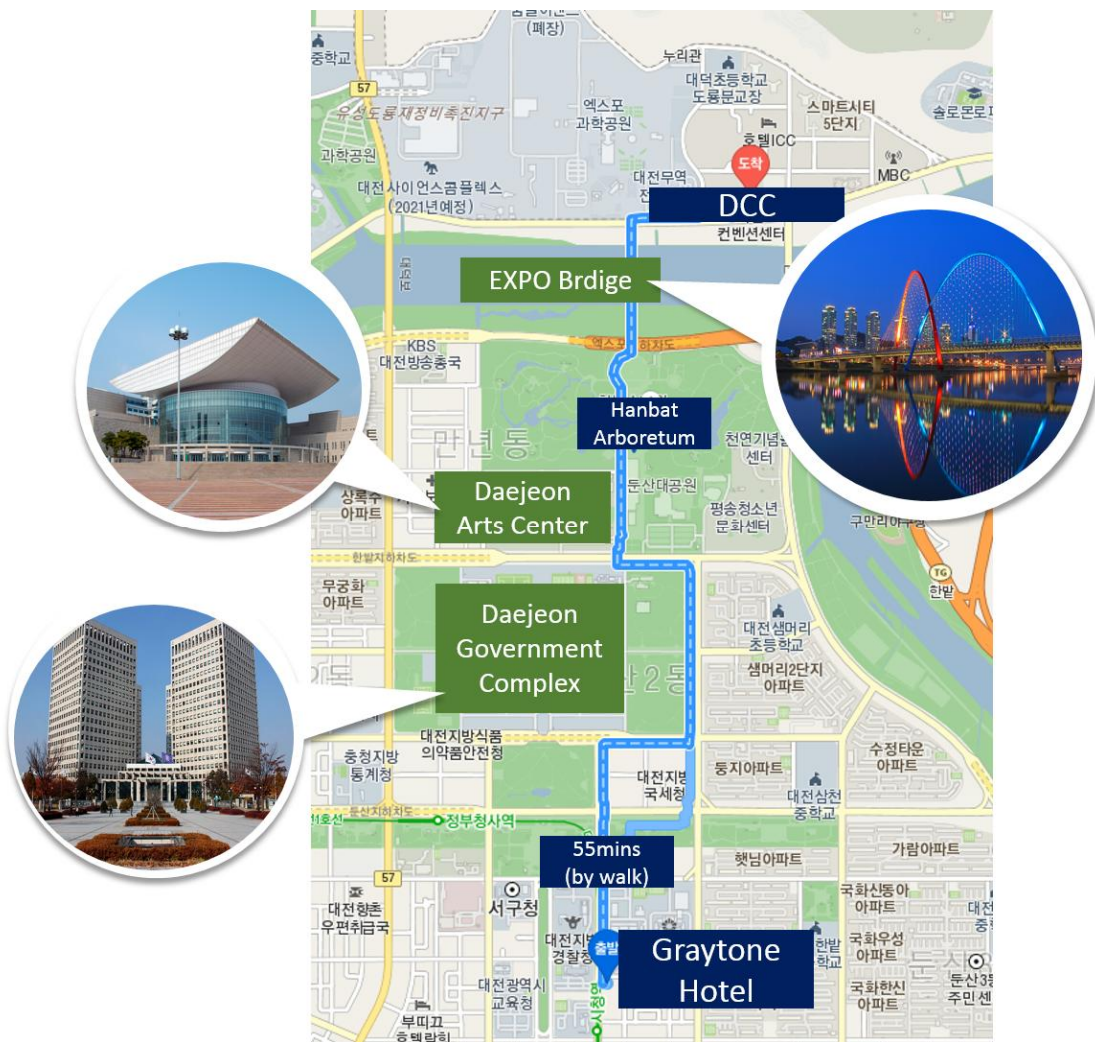 (폐장)
중학교
57
누리관
대덕초등학교
도룡분교장
유성도룡재정비촉진지구
엑스포
과학공원
스마트시티
5단지
과학공원
호텔ICC
도착
MBC
대전사이언스콤플렉스
(2021년예정)
대전무역
DCC
컨벤션센터
대덕보
EXPO Brdige
KBS
대전방송총국
Hanbat
Arboretum
만년동
천연기념물
센터
Daejeon
Arts Center
상록수
아파트
둔산대공원
평송청소년
문화센터
TG
한밭
한밭지하차도
무궁화
아파트
Daejeon
Government
Complex
대전샘머리
초등학교
샘머리2단지
아파트
대전지방식품
의약품안전청
충청지방
통계청
수정타운
아파트
대전지방
국세청
둥지아파트
대전삼천
중학교
둔산지하차도
정부청사역
55mins
(by walk)
햇님아파트
가람아파트
57
서구청
국화신동아
아파트
대전향촌
우편취급국
대전지방
경찰청
출발
Graytone
Hotel
국화우성
아파트
대전광역시
교육청
시청역
국화한신
아파트
둔산3동
주민센
부띠끄
호텔람희